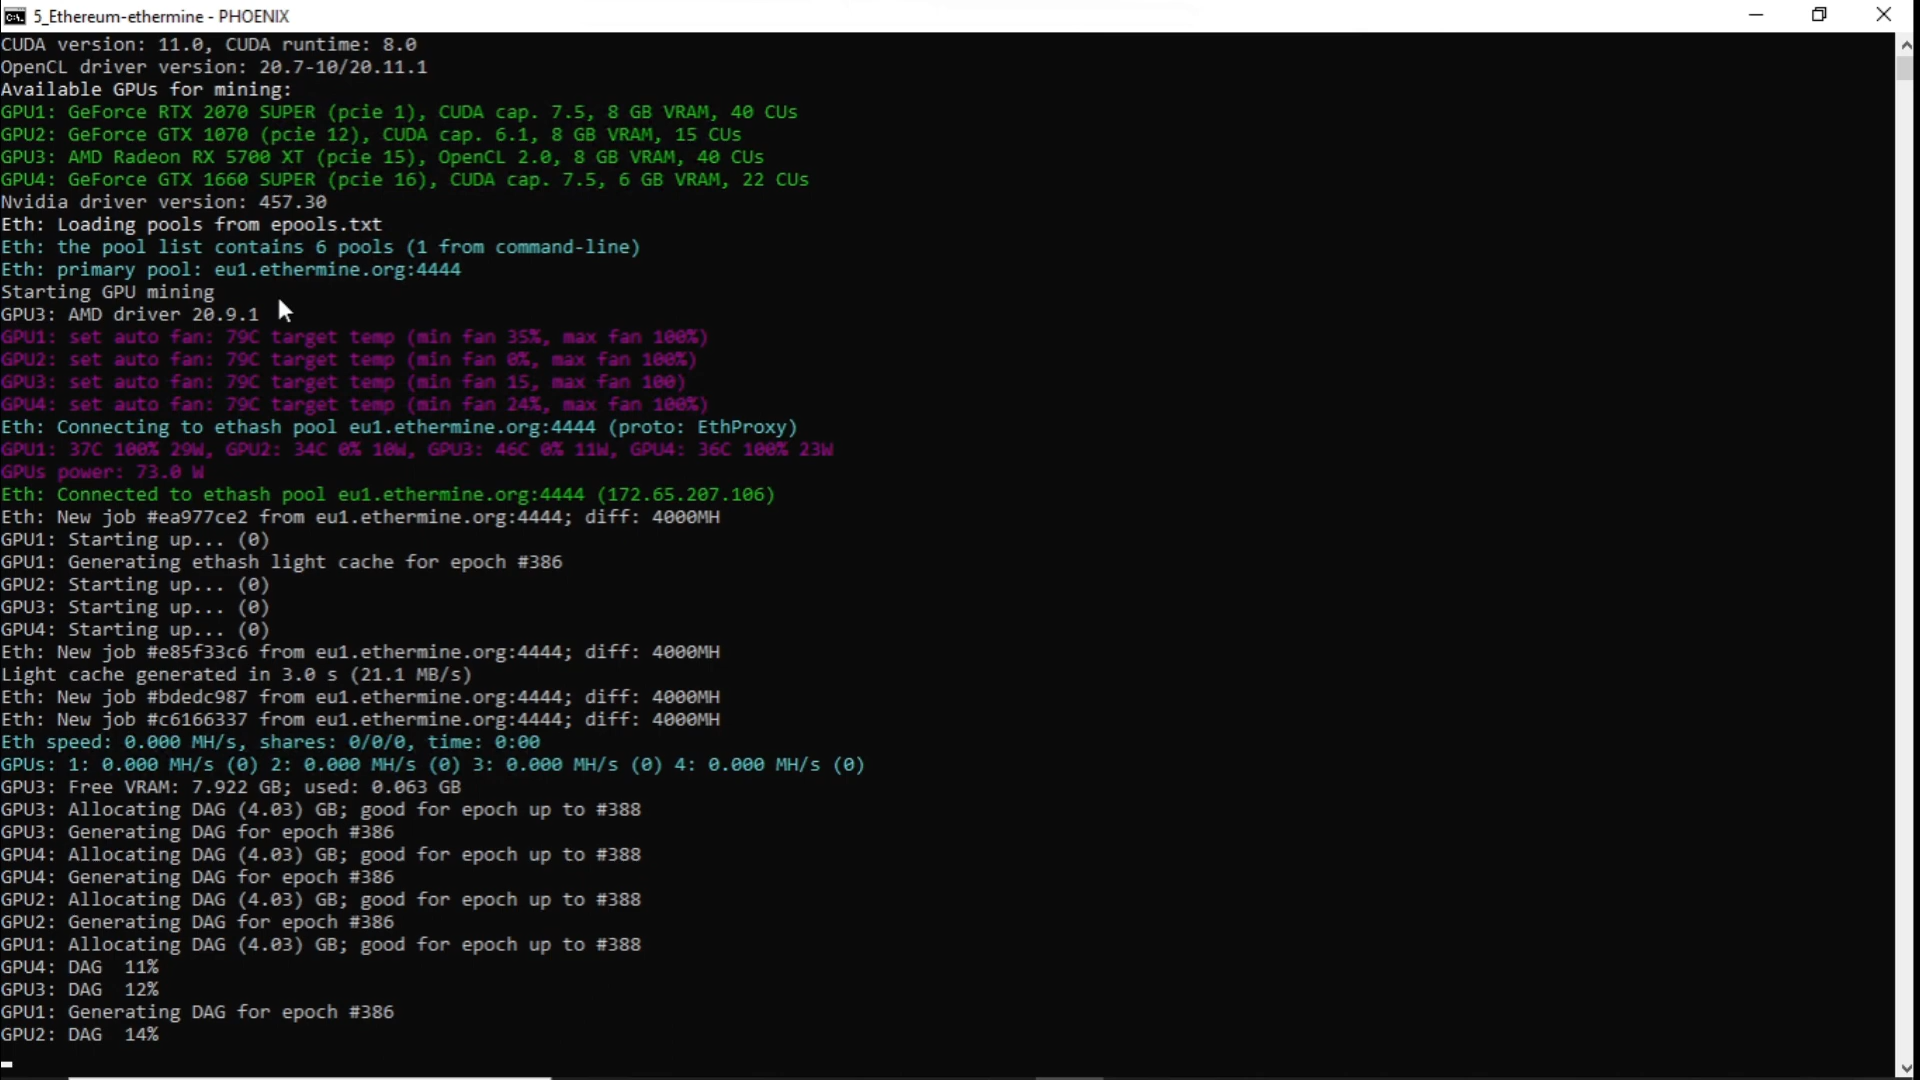 5_Ethereum-ethermine - PHOENIX
CUDA version: 11.0, CUDA runtime: 8.0
OpenCL driver version: 20.7-10/20.11.1
Available GPUs for mining:
GPU1: GeForce RTX 2070 SUPER (pcie 1), CUDA cap. 7.5, 8 GB VRAM, 40 CUs
GPU2: GeForce GTX 1070 (pcie 12), CUDA cap. 6.1, 8 GB VRAM, 15 CUs
GPU3: AMD Radeon RX 5700 XT (pcie 15), OpenCL 2.0, 8 GB VRAM, 40 CUs
GPU4: GeForce GTX 1660 SUPER (pcie 16), CUDA cap. 7.5, 6 GB VRAM, 22 CUs
Nvidia driver version: 457.30
Eth: Loading pools from epools.txt
Eth: the pool list contains 6 pools (1 from command-line)
Eth: primary pool: eu1.ethermine.org:4444
Starting GPU mining
GPU3: AMD driver 20.9.1
GPU1: set auto fan: 79C target temp (min fan 35%, max fan 100%)
GPU2: set auto fan: 79C target temp (min fan 0%, max fan 100%)
GPU3: set auto fan: 79C target temp (min fan 15, max fan 100)
GPU4: set auto fan: 79C target temp (min fan 24%, max fan 100%)
Eth: Connecting to ethash pool eu1.ethermine.org:4444 (proto: EthProxy)
GPU1: 37C 100% 29W, GPU2: 34C 0% 10W, GPU3: 46C 0% 11W, GPU4: 36C 100% 23W
GPUs power: 73.0 W
Eth: Connected to ethash pool eu1.ethermine.org:4444 (172.65.207.106)
Eth: New job #ea977ce2 from eu1.ethermine.org:4444; diff: 4000MH
GPU1: Starting up... (0)
GPU1: Generating ethash light cache for epoch #386
GPU2: Starting up... (0)
GPU3: Starting up... (0)
GPU4: Starting up... (0)
Eth: New job #e85f33c6 from eu1.ethermine.org:4444; diff: 4000MH
Light cache generated in 3.0 s (21.1 MB/s)
Eth: New job #bdedc987 from eu1.ethermine.org:4444; diff: 4000MH
Eth: New job #c6166337 from eu1.ethermine.org:4444; diff: 4000MH
Eth speed: 0.000 MH/s, shares: 0/0/0, time: 0:00
GPUs: 1: 0.000 MH/s (0) 2: 0.000 MH/s (0) 3: 0.000 MH/s (0) 4: 0.000 MH/s (0)
GPU3: Free VRAM: 7.922 GB; used: 0.063 GB
GPU3: Allocating DAG (4.03) GB; good for epoch up to #388
GPU3: Generating DAG for epoch #386
GPU4: Allocating DAG (4.03) GB; good for epoch up to #388
GPU4: Generating DAG for epoch #386
GPU2: Allocating DAG (4.03) GB; good for epoch up to #388
GPU2: Generating DAG for epoch #386
GPU1: Allocating DAG (4.03) GB; good for epoch up to #388
GPU4: DAG  11%
GPU3: DAG  12%
GPU1: Generating DAG for epoch #386
GPU2: DAG  14%